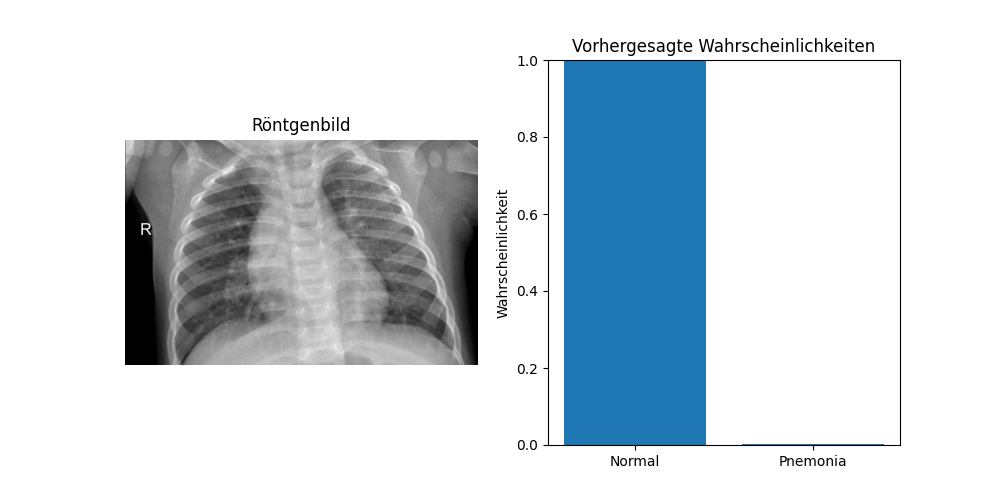 Röntgenbild
R
Vorhergesagte Wahrscheinlichkeiten
Wahrscheinlichkeit
1.0
0.8
0.6
0.4
0.2
0.0
Normal Pnemonia